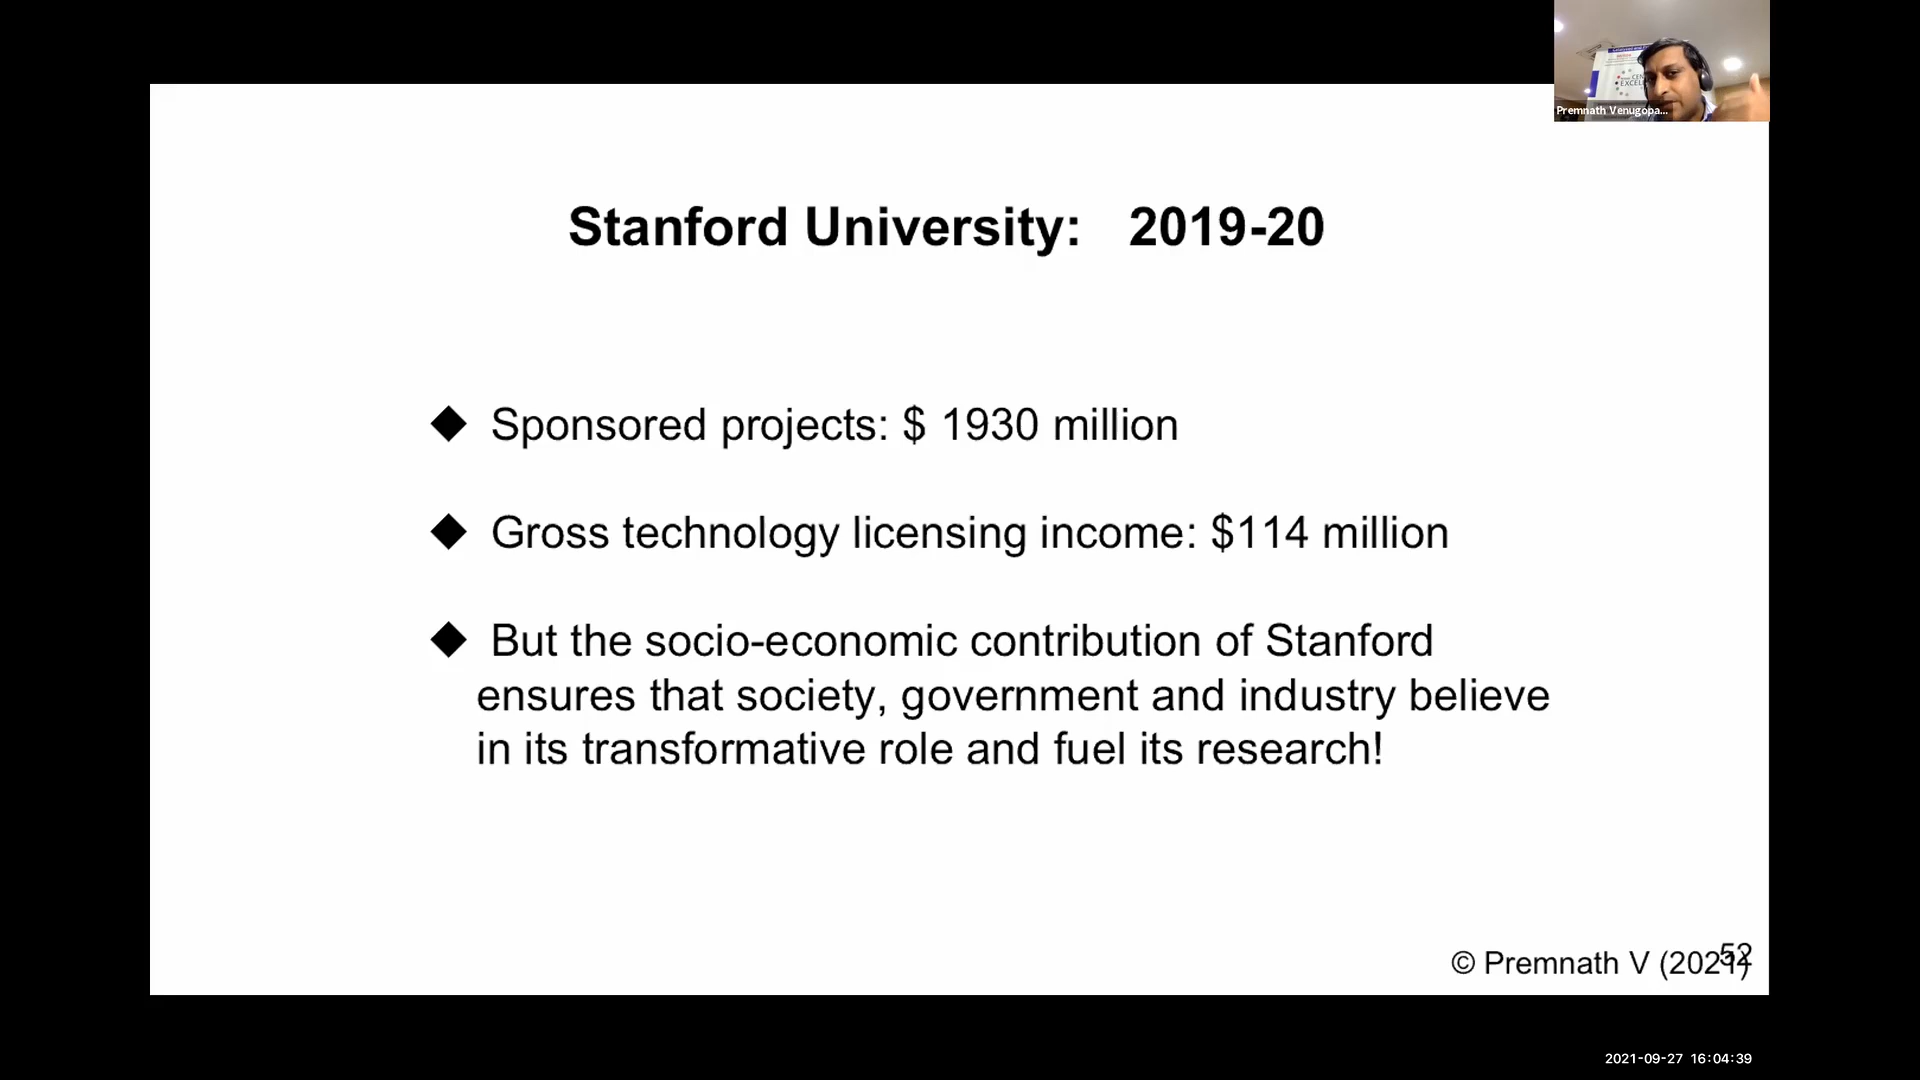 Premnath Venugopa...
Stanford University: 2019-20
◆ Sponsored projects: $ 1930 million
◆ Gross technology licensing income: $114 million
◆ But the socio-economic contribution of Stanford
ensures that society, government and industry believe
in its transformative role and fuel its research!
© Premnath V (2021)
52
2021-09-27 16:04:39